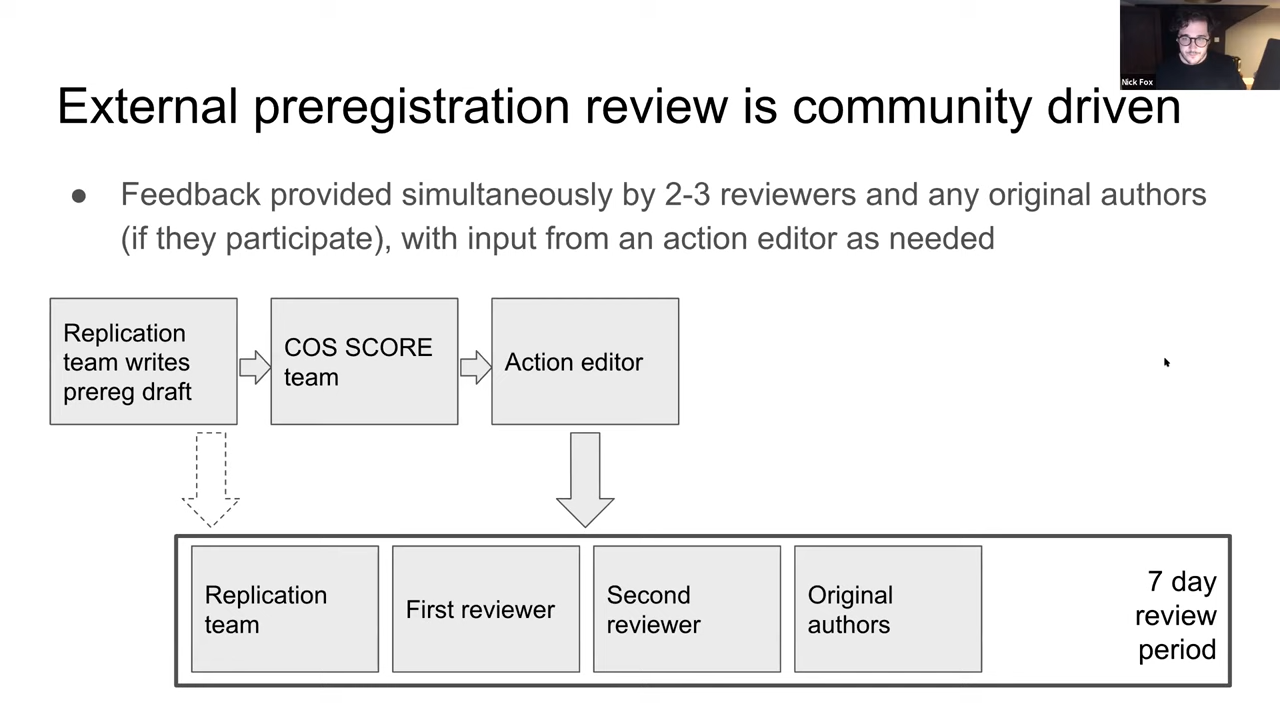 Nick Fox
External preregistration review is community driven
● Feedback provided simultaneously by 2-3 reviewers and any original authors
(if they participate), with input from an action editor as needed
Replication
team writes
prereg draft
COS SCORE
team
Action editor
Replication
team
First reviewer
Second
reviewer
Original
authors
7 day
review
period